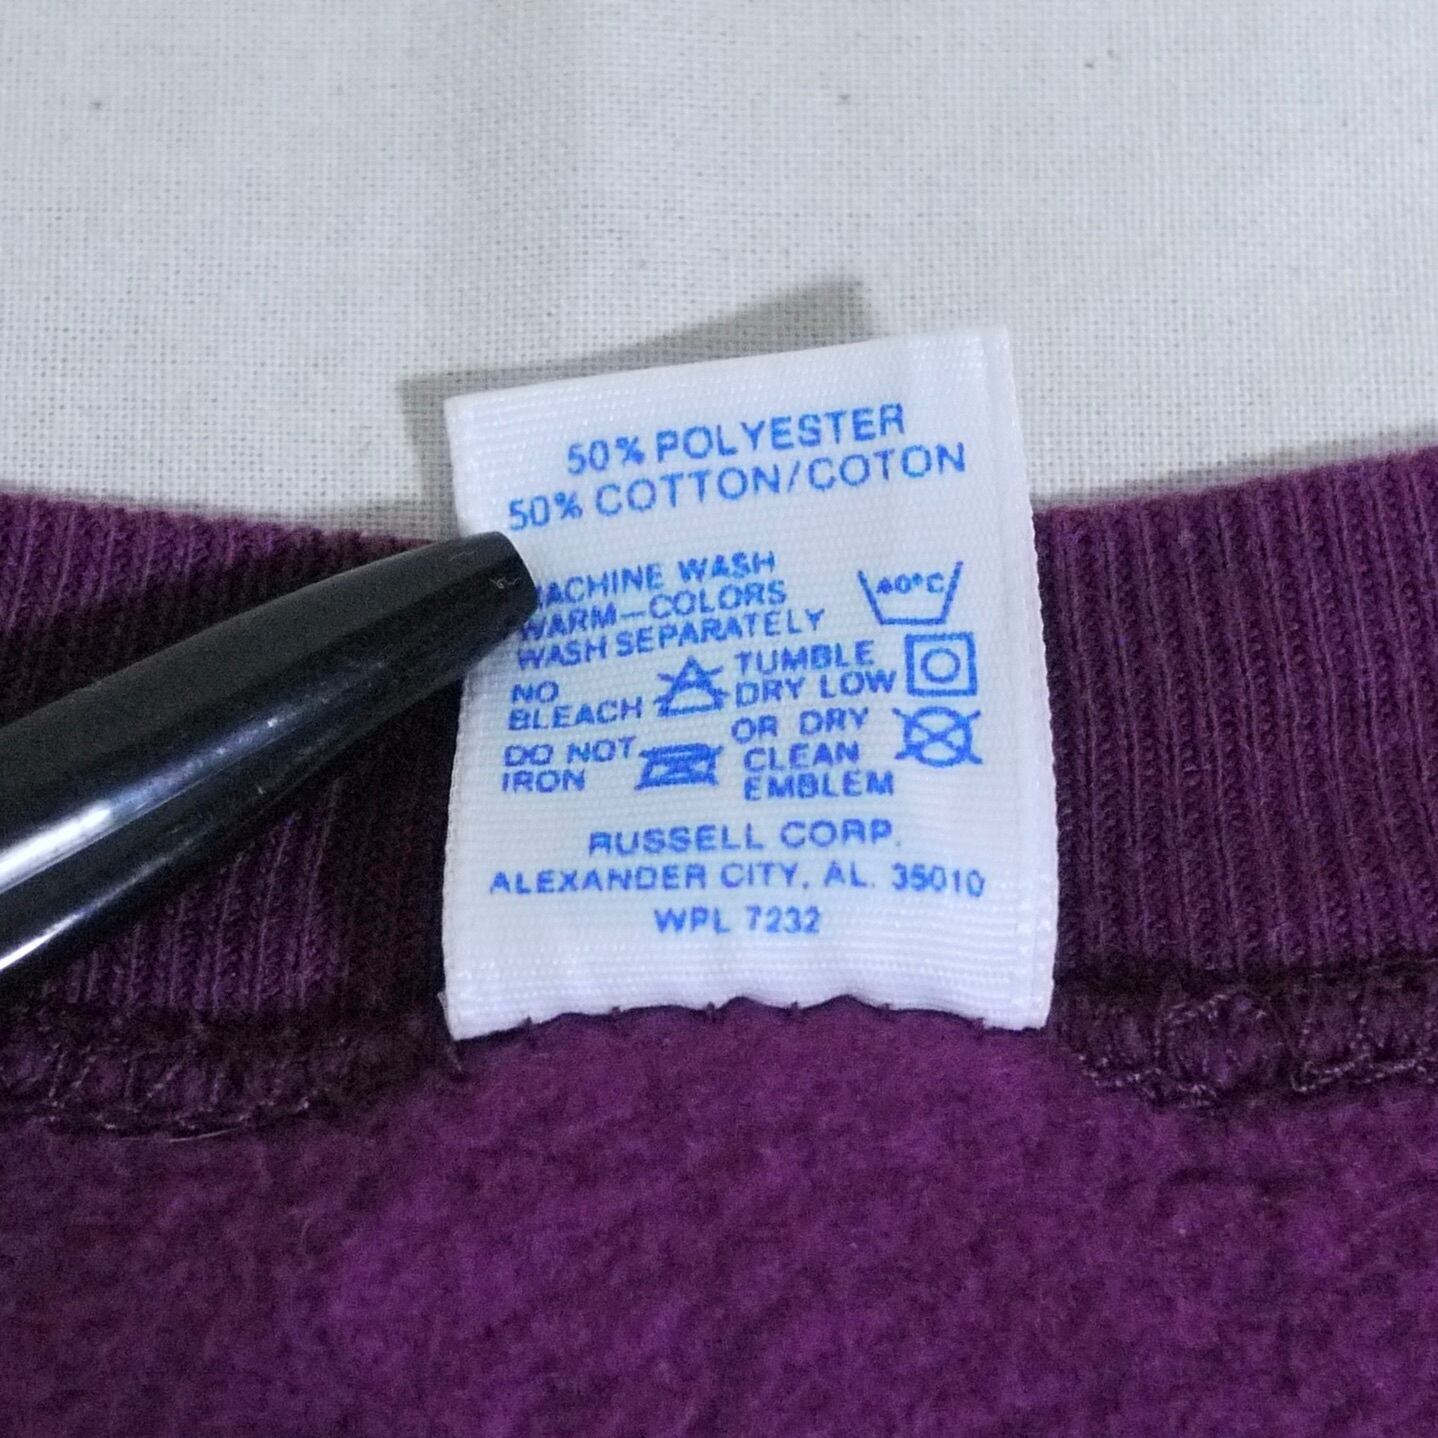 50% POLYESTER
50% COTTON/COTON
MACHINE WASH
WARM—COLORS
WASH SEPARATELY
40°C
NO
BLEACH
TUMBLE
DRY LOW
DO NOT
IRON
OR DRY
CLEAN
EMBLEM
RUSSELL CORP.
ALEXANDER CITY, AL. 35010
WPL 7232